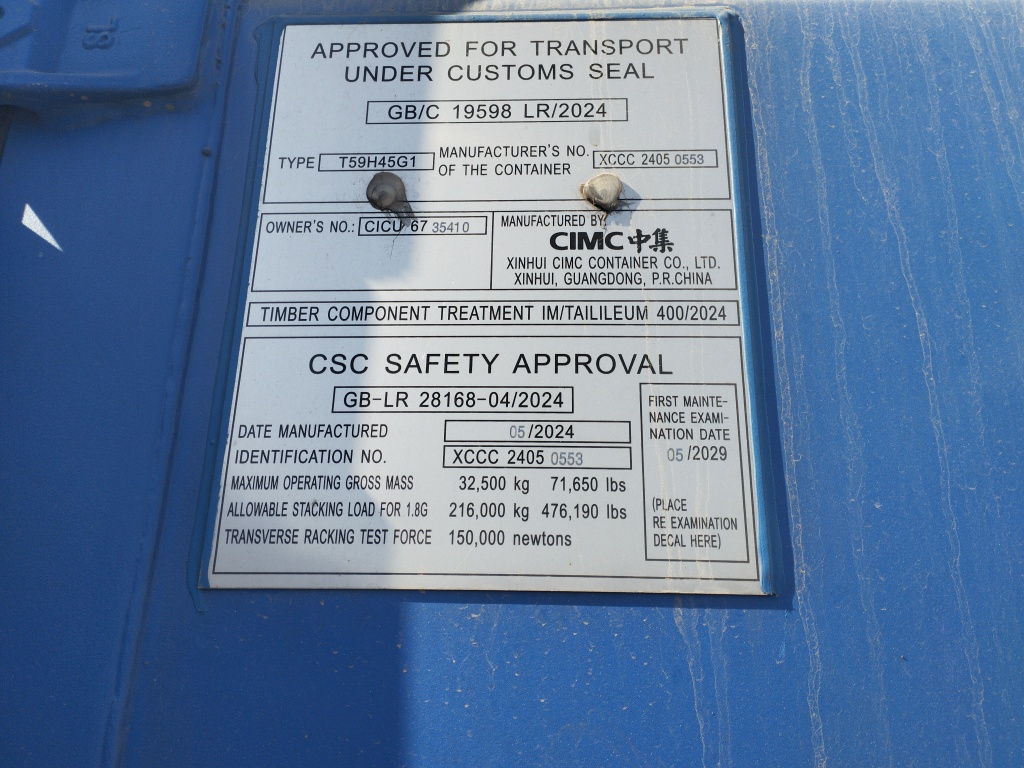 APPROVED FOR TRANSPORT
UNDER CUSTOMS SEAL
GB/C 19598 LR/2024
TYPE T59H45G1
MANUFACTURER'S NO. OF THE CONTAINER XCCC 2405 0553
OWNER'S NO.: CICU 67 35410
MANUFACTURED BY:
CIMC 中集
XINHUI CIMC CONTAINER CO., LTD.
XINHUI, GUANGDONG, P.R.CHINA
TIMBER COMPONENT TREATMENT IM/TAILILEUM 400/2024
CSC SAFETY APPROVAL
GB-LR 28168-04/2024
DATE MANUFACTURED 05/2024
IDENTIFICATION NO. XCCC 2405 0553
MAXIMUM OPERATING GROSS MASS 32,500 kg 71,650 lbs
ALLOWABLE STACKING LOAD FOR 1.8G 216,000 kg 476,190 lbs
TRANSVERSE RACKING TEST FORCE 150,000 newtons
FIRST MAINTE-
NANCE EXAMI-
NATION DATE
05 /2029
(PLACE
RE EXAMINATION
DECAL HERE)